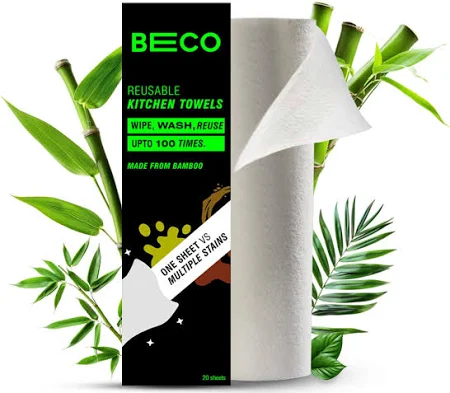 BECO
REUSABLE
KITCHEN TOWELS
WIPE, WASH, REUSE
UPTO 100 TIMES.
MADE FROM BAMBOO
ONE SHEET VS
MULTIPLE STAINS
20 sheets